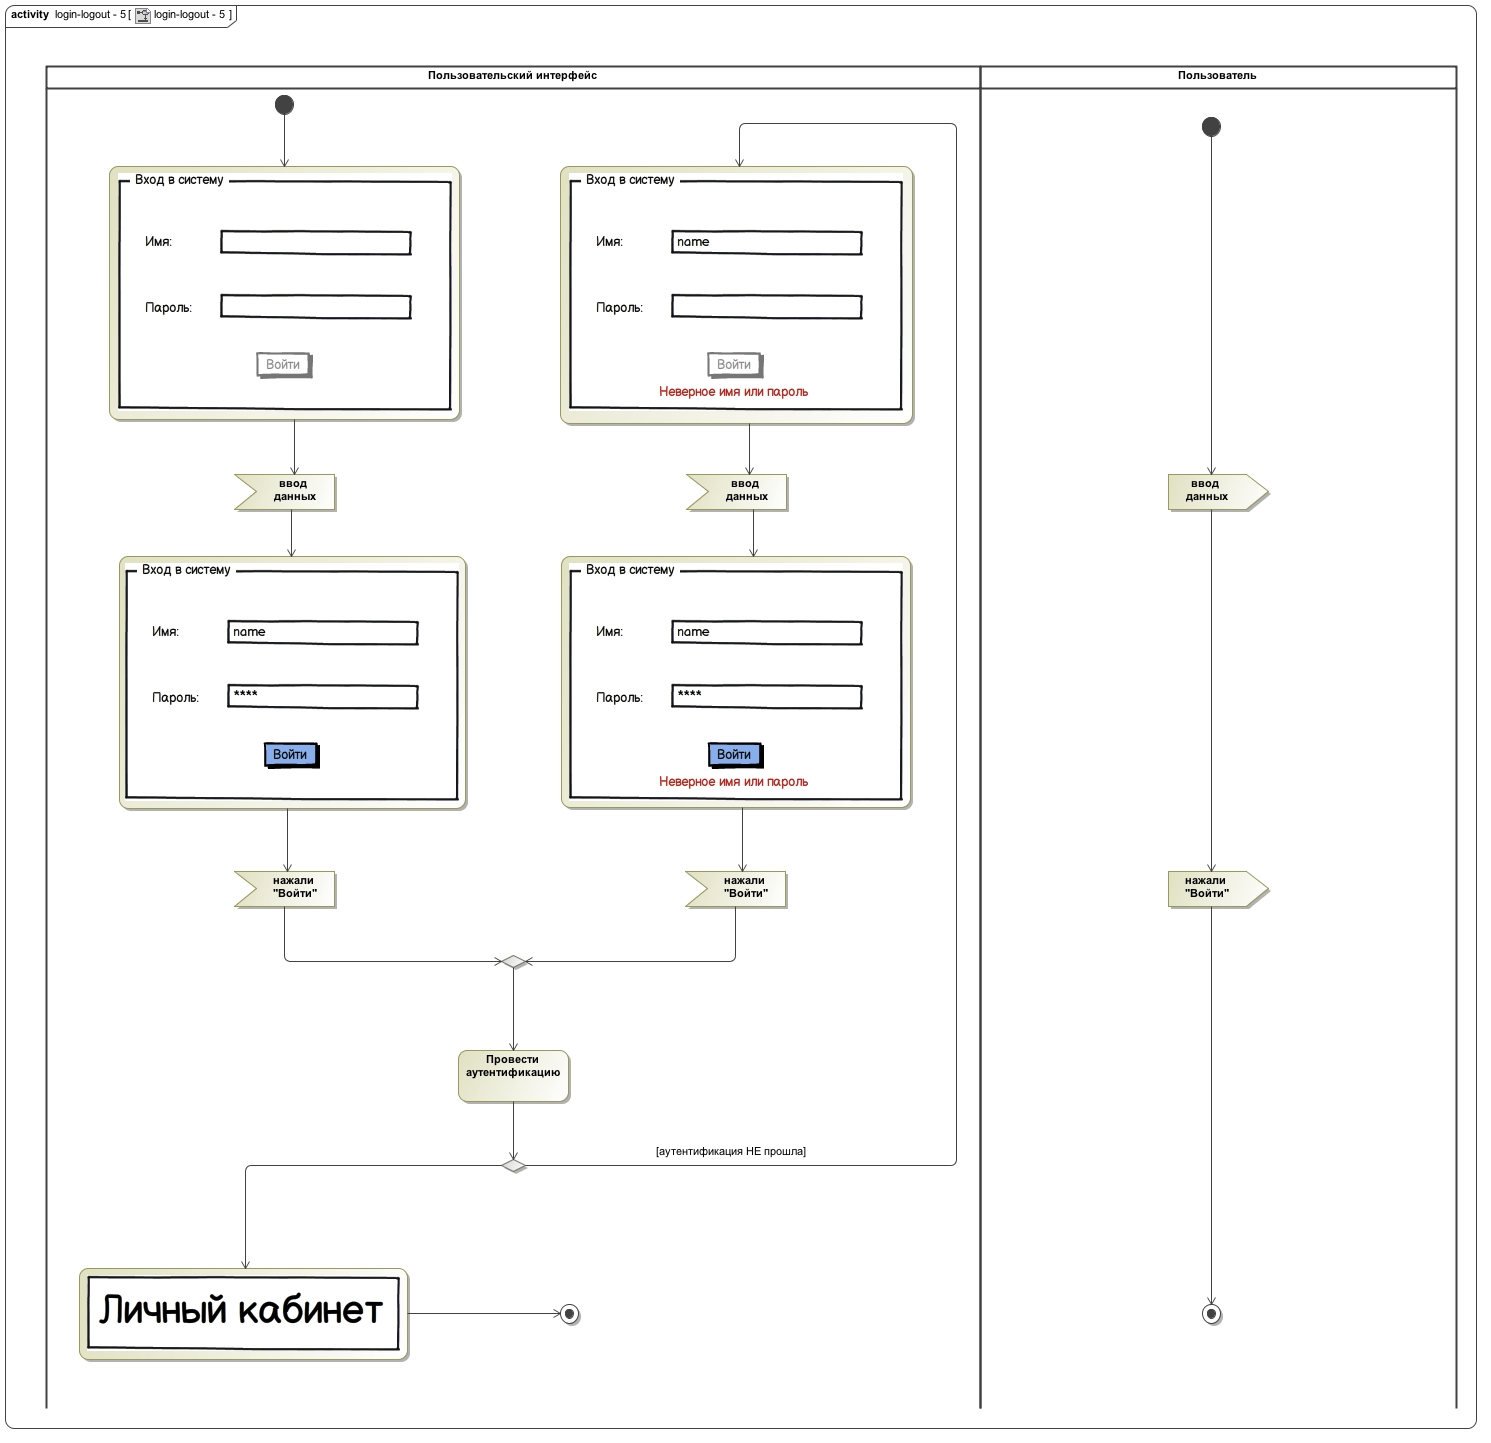 activity login-logout - 5 [ login-logout - 5 ]
Пользовательский интерфейс
Пользователь
Вход в систему
Имя:
Пароль:
Войти
Вход в систему
Имя: name
Пароль:
Войти
Неверное имя или пароль
ввод
данных
ввод
данных
ввод
данных
Вход в систему
Имя: name
Пароль: ****
Войти
Вход в систему
Имя: name
Пароль: ****
Войти
Неверное имя или пароль
нажали
"Войти"
нажали
"Войти"
нажали
"Войти"
Провести
аутентификацию
[аутентификация НЕ прошла]
Личный кабинет